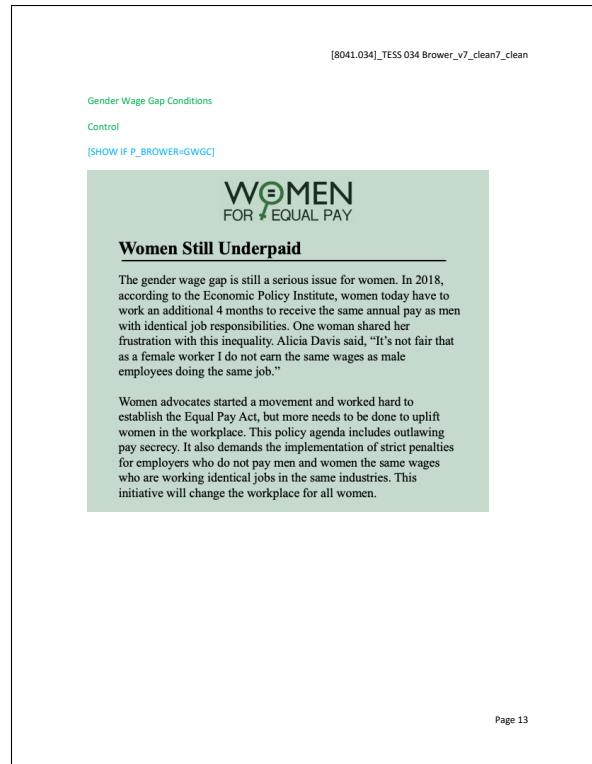 [8041.034]_TESS 034 Brower_v7_clean7_clean
Gender Wage Gap Conditions
Control
[SHOW IF P_BROWER=GWGC]
WOMEN
FOR EQUAL PAY
Women Still Underpaid
The gender wage gap is still a serious issue for women. In 2018,
according to the Economic Policy Institute, women today have to
work an additional 4 months to receive the same annual pay as men
with identical job responsibilities. One woman shared her
frustration with this inequality. Alicia Davis said, “It’s not fair that
as a female worker I do not earn the same wages as male
employees doing the same job.”
Women advocates started a movement and worked hard to
establish the Equal Pay Act, but more needs to be done to uplift
women in the workplace. This policy agenda includes outlawing
pay secrecy. It also demands the implementation of strict penalties
for employers who do not pay men and women the same wages
who are working identical jobs in the same industries. This
initiative will change the workplace for all women.
Page 13